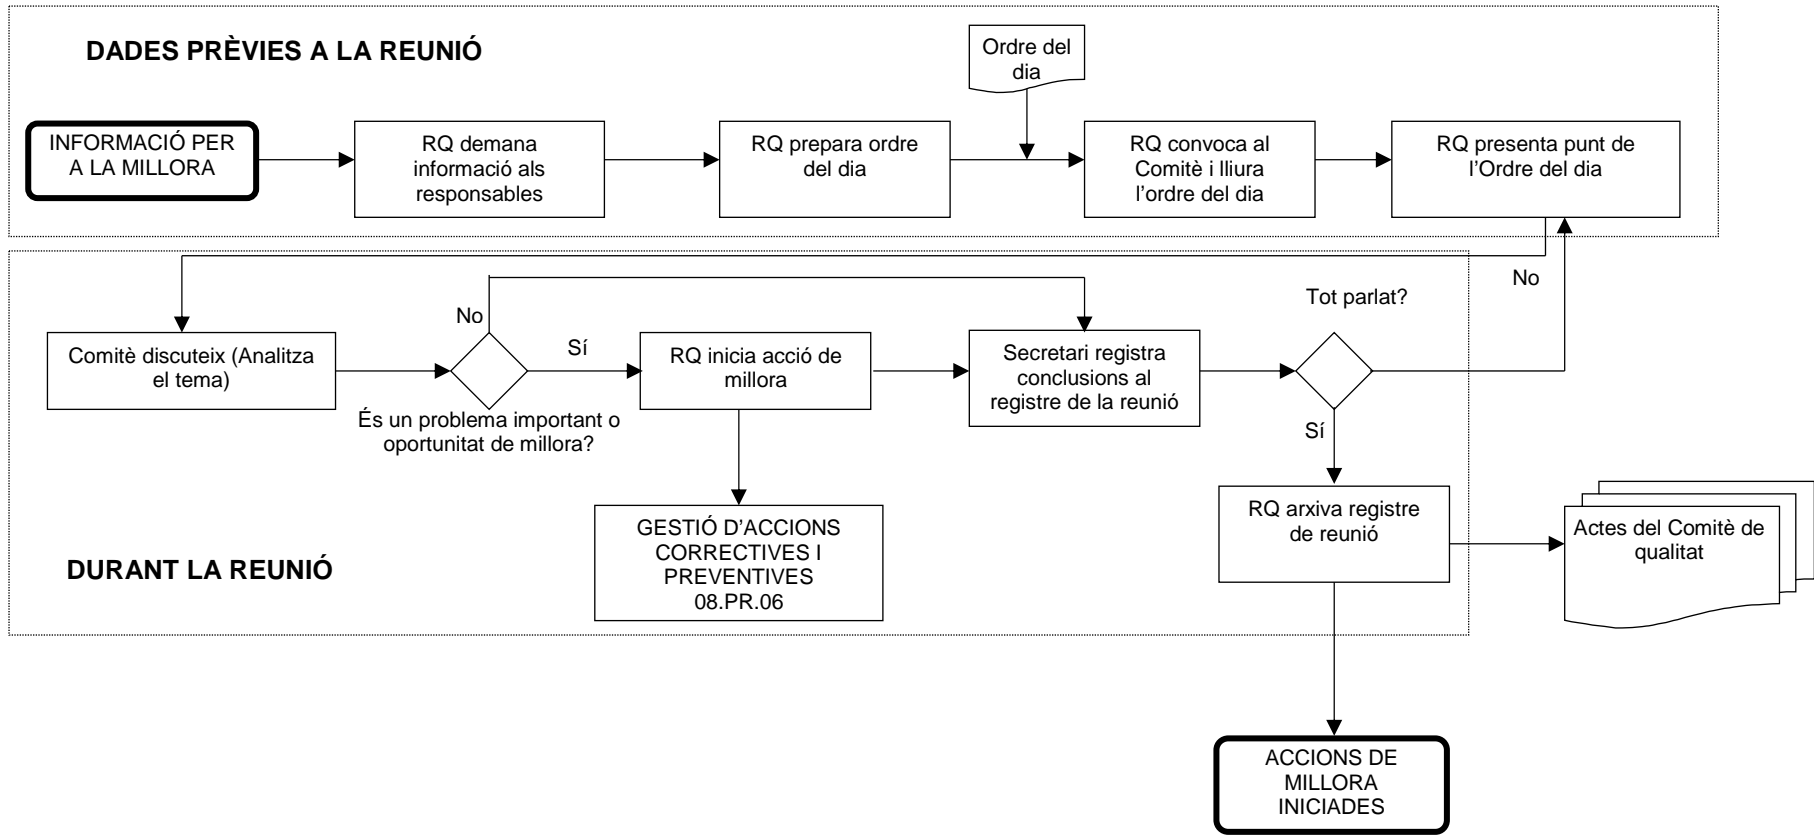 DADES PRÈVIES A LA REUNIÓ
Ordre del
dia
INFORMACIÓ PER
A LA MILLORA
RQ demana
informació als
responsables
RQ prepara ordre
del dia
RQ convoca al
Comitè i lliura
l’ordre del dia
RQ presenta punt de
l’Ordre del dia
No
Tot parlat?
No
Comitè discuteix (Analitza
el tema)
Sí
RQ inicia acció de
millora
Secretari registra
conclusions al
registre de la reunió
És un problema important o
oportunitat de millora?
Sí
GESTIÓ D’ACCIONS
CORRECTIVES I
PREVENTIVES
08.PR.06
RQ arxiva registre
de reunió
Actes del Comitè de
qualitat
DURANT LA REUNIÓ
ACCIONS DE
MILLORA
INICIADES